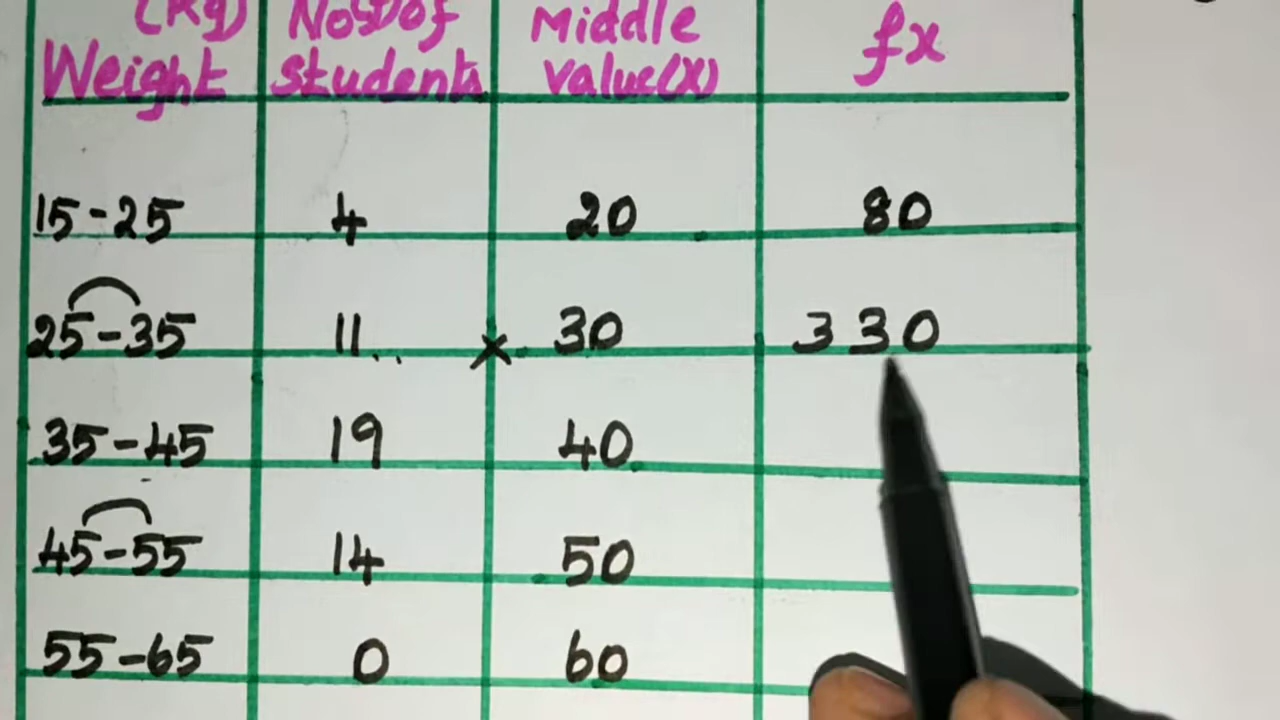 (Kg) No's Of Middle fx
Weight students value(x)
15-25 4 20 80
25-35 11.. × 30 330
35-45 19 40
45-55 14 50
55-65 0 60